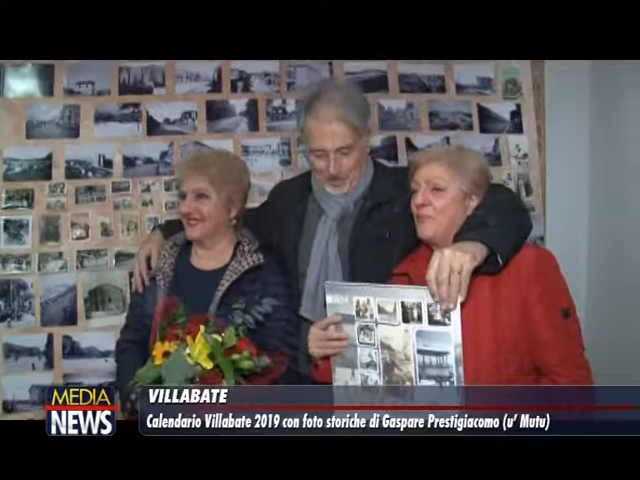 MEDIA
NEWS
VILLABATE
Calendario Villabate 2019 con foto storiche di Gaspare Prestigiacomo (u' Mutu)